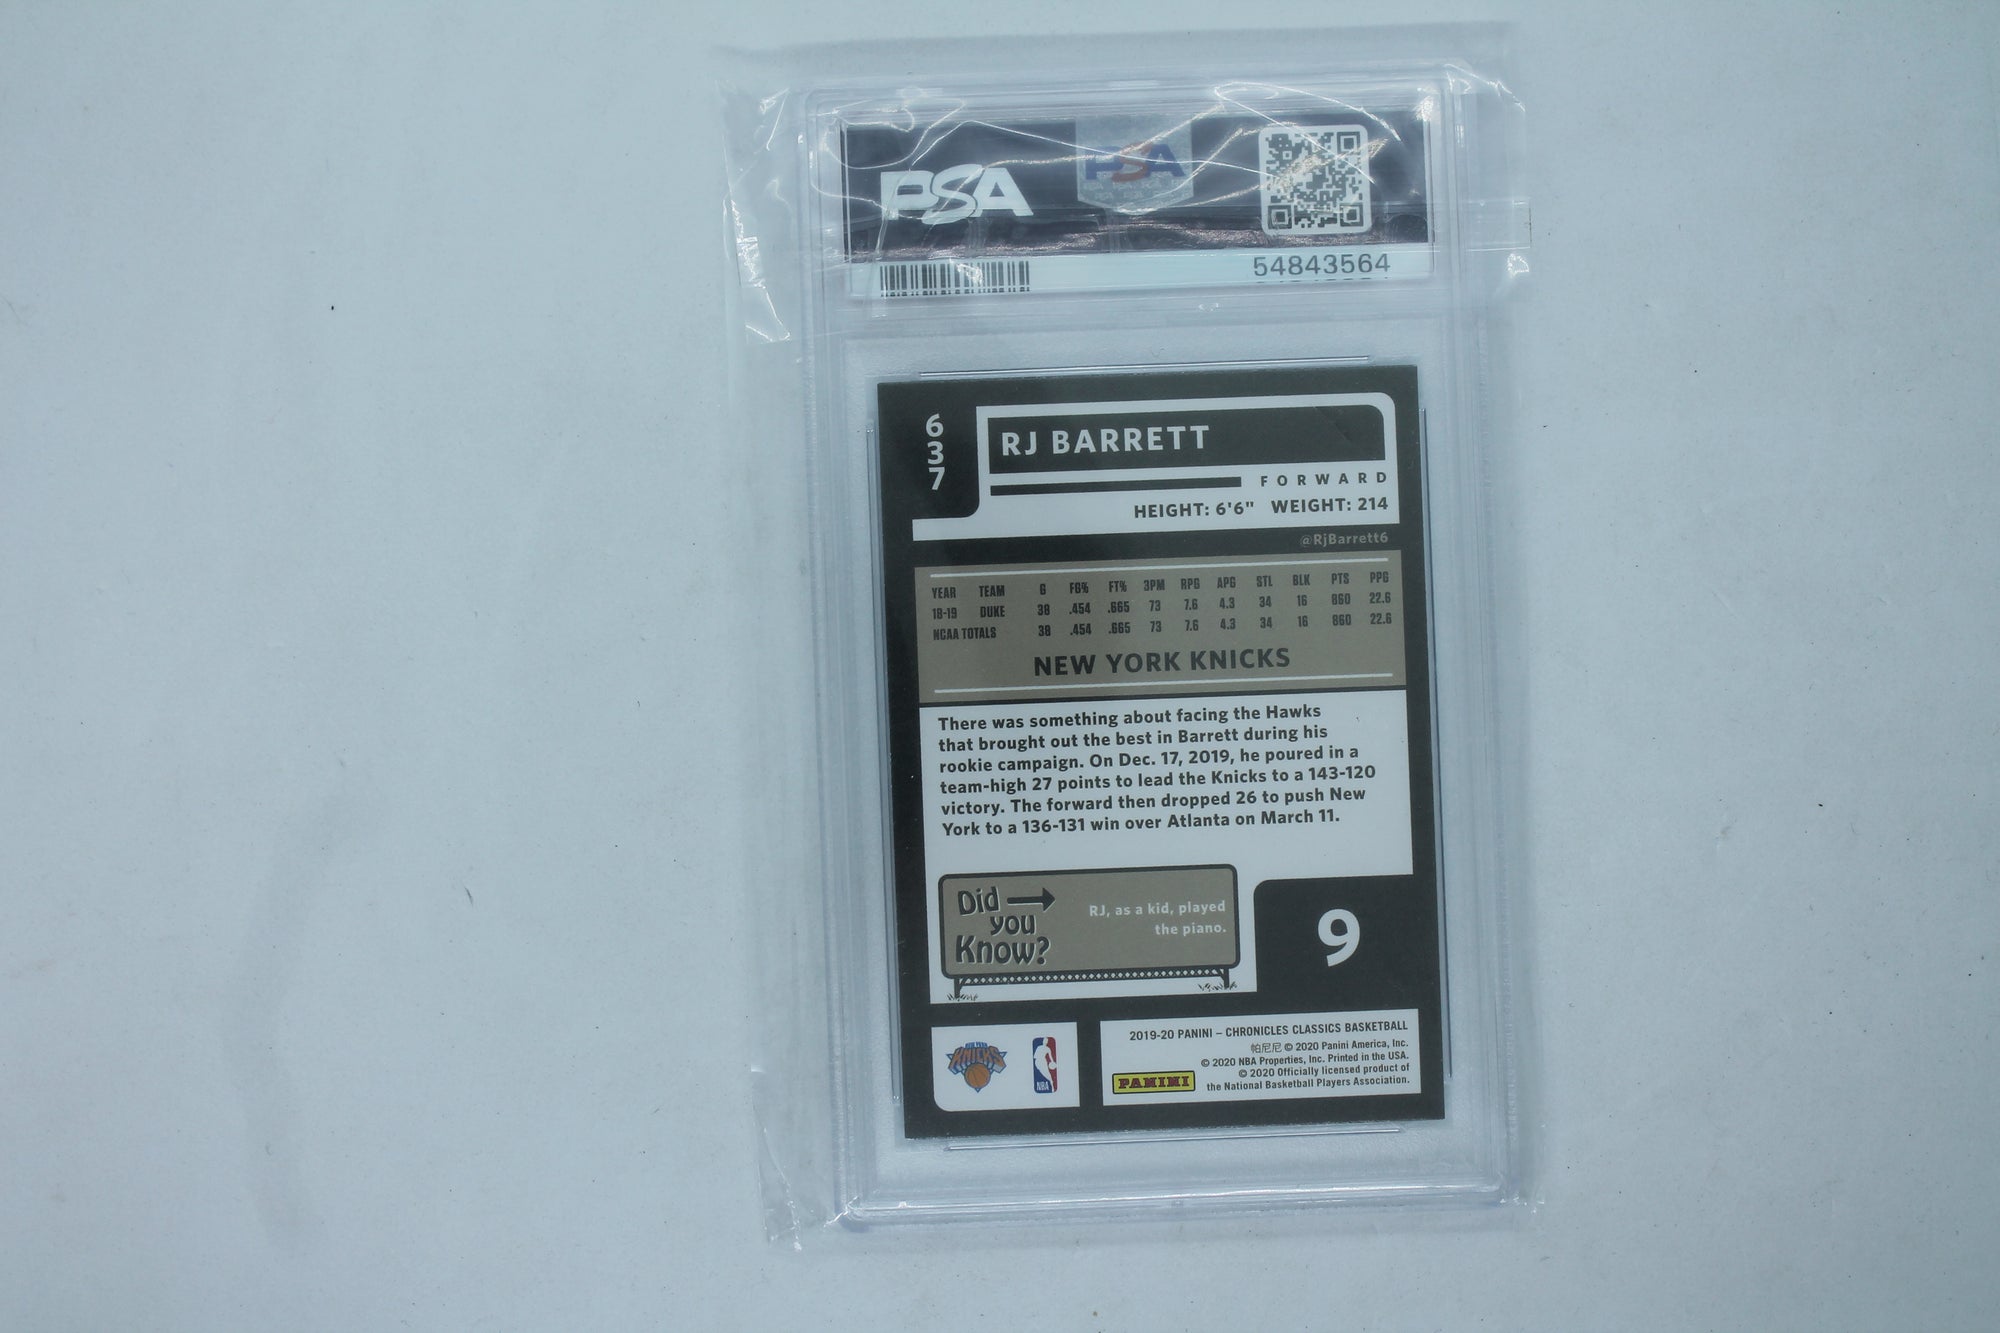 PSA
PSA
54843564
637
RJ BARRETT
FORWARD
HEIGHT: 6'6" WEIGHT: 214
@RjBarrett6
YEAR TEAM G FG% FT% 3PM RPG APG STL BLK PTS PPG
18-19 DUKE 38 .454 .665 73 7.6 4.3 34 16 860 22.6
NCAA TOTALS 38 .454 .665 73 7.6 4.3 34 16 860 22.6
NEW YORK KNICKS
There was something about facing the Hawks
that brought out the best in Barrett during his
rookie campaign. On Dec. 17, 2019, he poured in a
team-high 27 points to lead the Knicks to a 143-120
victory. The forward then dropped 26 to push New
York to a 136-131 win over Atlanta on March 11.
Did
you
Know?
RJ, as a kid, played
the piano.
9
NEW YORK
KNICKS
NBA
2019-20 PANINI – CHRONICLES CLASSICS BASKETBALL
帕尼尼 © 2020 Panini America, Inc.
© 2020 NBA Properties, Inc. Printed in the USA.
© 2020 Officially licensed product of
the National Basketball Players Association.
PANINI